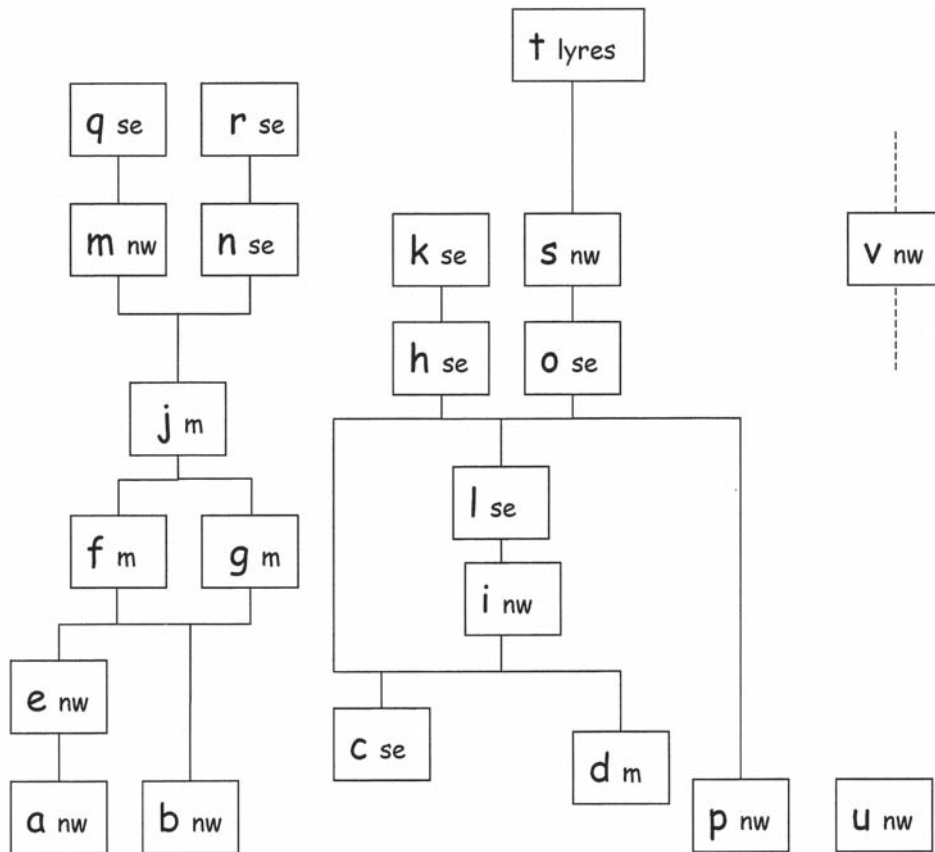 t lyres
q se
r se
m nw
n se
k se
s nw
v nw
h se
o se
j m
l se
f m
g m
i nw
e nw
c se
d m
a nw
b nw
p nw
u nw